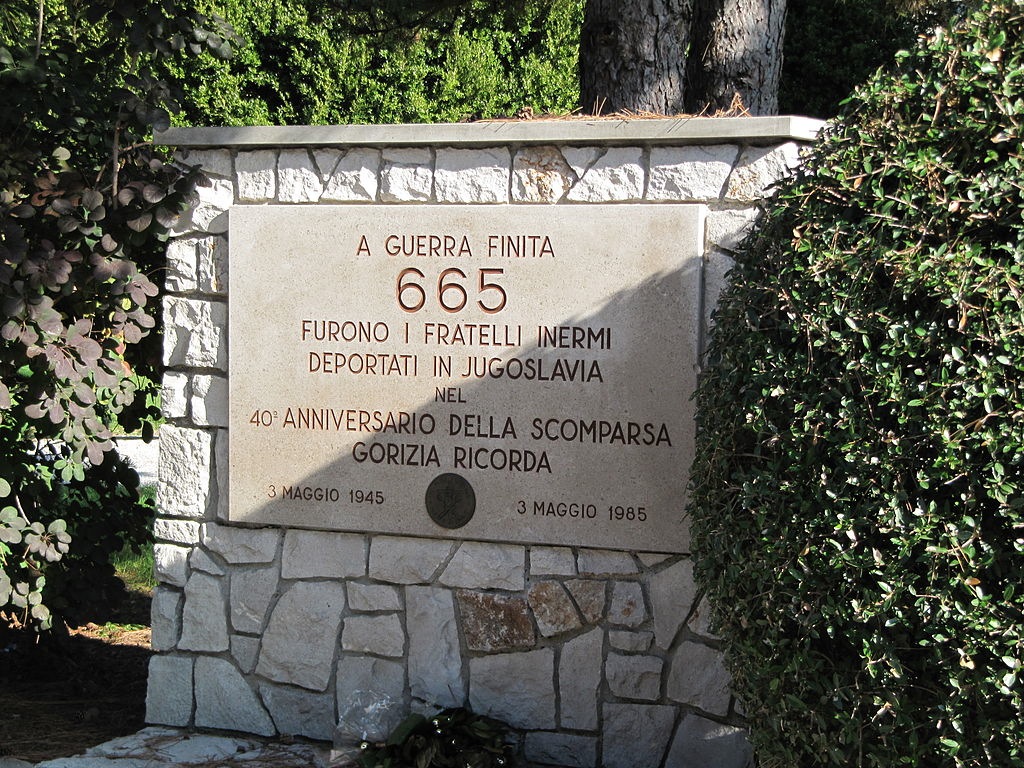 A GUERRA FINITA
665
FURONO I FRATELLI INERMI
DEPORTATI IN JUGOSLAVIA
NEL
40º ANNIVERSARIO DELLA SCOMPARSA
GORIZIA RICORDA
3 MAGGIO 1945 3 MAGGIO 1985